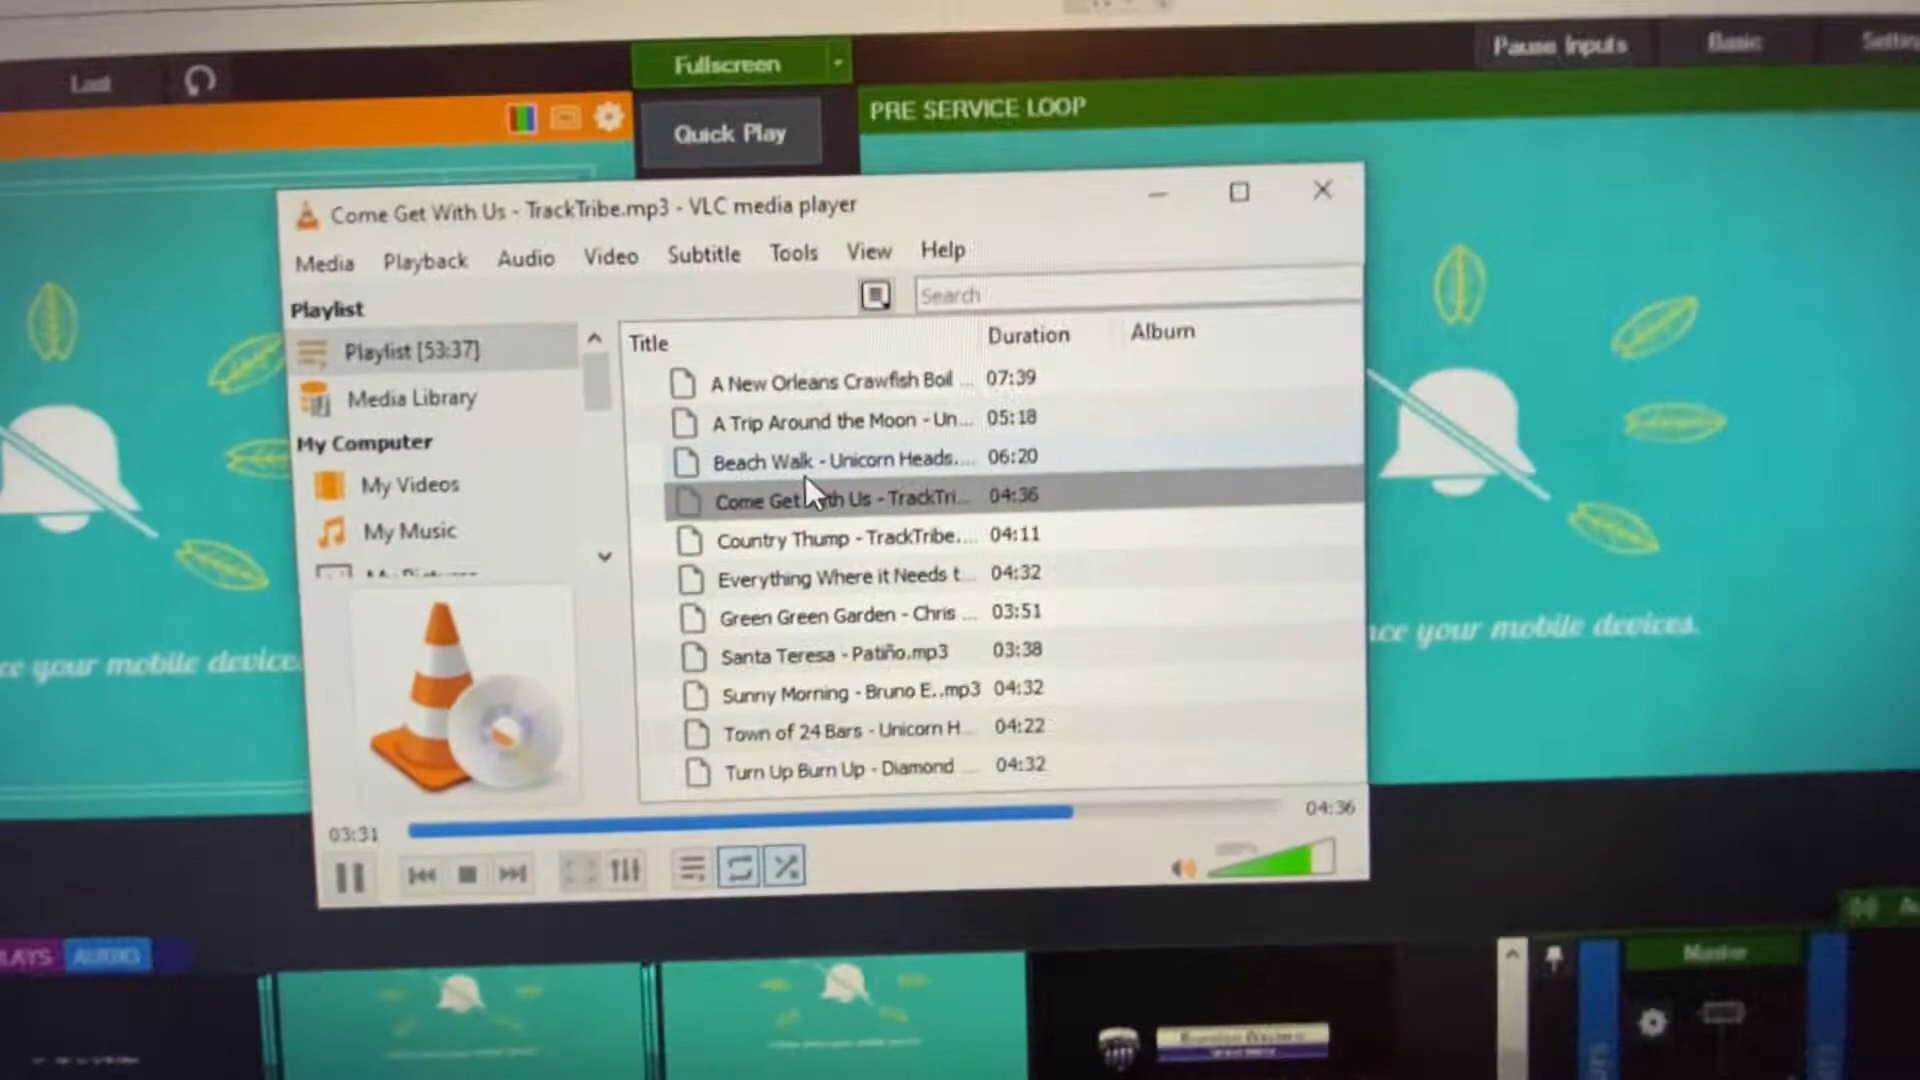 Last
Fullscreen
Pause Inputs
Basic
Quick Play
PRE SERVICE LOOP
Come Get With Us - TrackTribe.mp3 - VLC media player
Media Playback Audio Video Subtitle Tools View Help
Search
Playlist
Playlist [53:37]
Media Library
My Computer
My Videos
My Music
Title Duration Album
A New Orleans Crawfish Boil ... 07:39
A Trip Around the Moon - Un... 05:18
Beach Walk - Unicorn Heads.... 06:20
Come Get With Us - TrackTri... 04:36
Country Thump - TrackTribe.... 04:11
Everything Where it Needs t... 04:32
Green Green Garden - Chris ... 03:51
Santa Teresa - Patiño.mp3 03:38
Sunny Morning - Bruno E..mp3 04:32
Town of 24 Bars - Unicorn H... 04:22
Turn Up Burn Up - Diamond ... 04:32
your mobile device
your mobile devices.
03:31
04:36
LAYS
AUDIO
Master